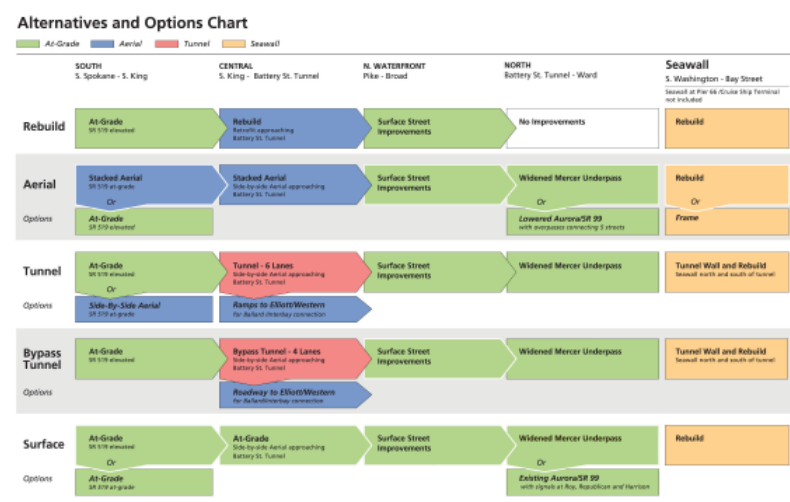 Alternatives and Options Chart
At-Grade Aerial Tunnel Seawall
SOUTH
S. Spokane - S. King
CENTRAL
S. King - Battery St. Tunnel
N. WATERFRONT
Pike - Broad
NORTH
Battery St. Tunnel - Ward
Seawall
S. Washington - Bay Street
Seawall at Pier 66 /Cruise Ship Terminal
not included
Rebuild
At-Grade
SR 519 elevated
Rebuild
Retrofit approaching
Battery St. Tunnel
Surface Street
Improvements
No Improvements
Rebuild
Aerial
Stacked Aerial
SR 519 at-grade
Or
Stacked Aerial
Side-by-side Aerial approaching
Battery St. Tunnel
Surface Street
Improvements
Widened Mercer Underpass
Or
Rebuild
Or
Options
At-Grade
SR 519 elevated
Lowered Aurora/SR 99
with overpasses connecting 5 streets
Frame
Tunnel
At-Grade
SR 519 elevated
Or
Tunnel - 6 Lanes
Side-by-side Aerial approaching
Battery St. Tunnel
Surface Street
Improvements
Widened Mercer Underpass
Tunnel Wall and Rebuild
Seawall north and south of tunnel
Options
Side-By-Side Aerial
SR 519 at-grade
Ramps to Elliott/Western
for Ballard /Interbay connection
Bypass
Tunnel
At-Grade
SR 519 elevated
Bypass Tunnel - 4 Lanes
Side-by-side Aerial approaching
Battery St. Tunnel
Surface Street
Improvements
Widened Mercer Underpass
Tunnel Wall and Rebuild
Seawall north and south of tunnel
Options
Roadway to Elliott/Western
for Ballard/Interbay connection
Surface
At-Grade
SR 519 elevated
Or
At-Grade
Side-by-side Aerial approaching
Battery St. Tunnel
Surface Street
Improvements
Widened Mercer Underpass
Or
Rebuild
Options
At-Grade
SR 519 at-grade
Existing Aurora/SR 99
with signals at Roy, Republican and Harrison